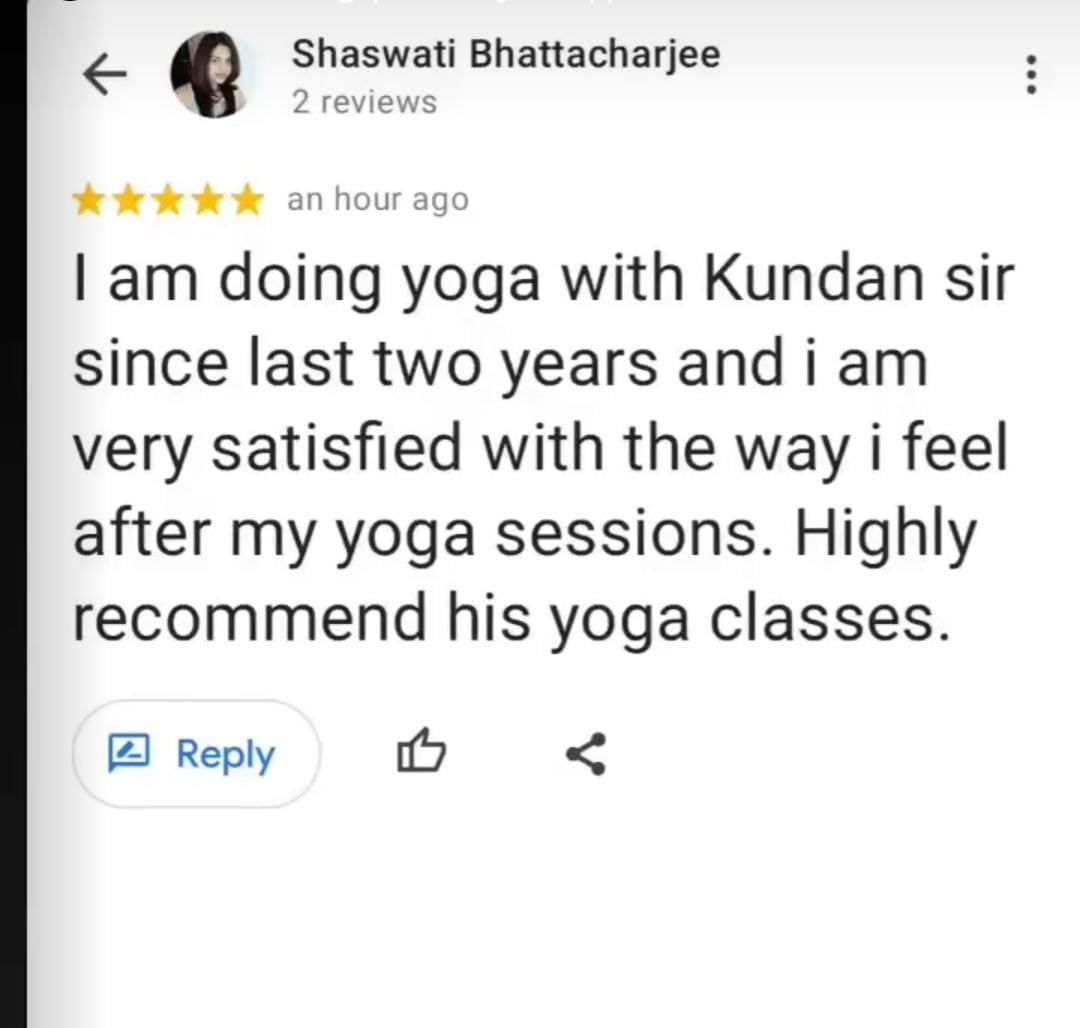 Shaswati Bhattacharjee
2 reviews
an hour ago
I am doing yoga with Kundan sir
since last two years and i am
very satisfied with the way i feel
after my yoga sessions. Highly
recommend his yoga classes.
Reply